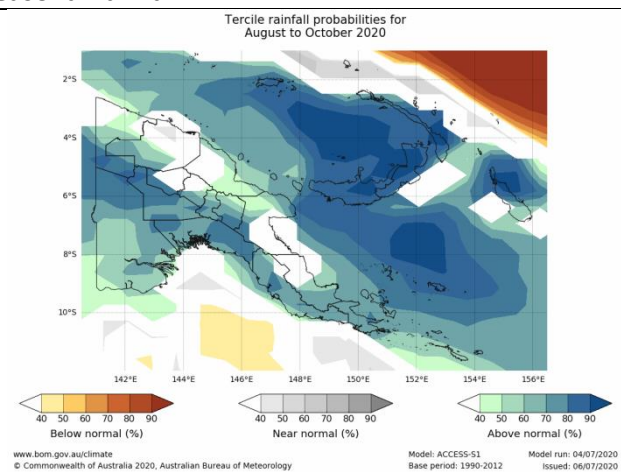 Tercile rainfall probabilities for
August to October 2020
2°S
4°S
6°S
8°S
10°S
142°E 144°E 146°E 148°E 150°E 152°E 154°E 156°E
40 50 60 70 80 90 40 50 60 70 80 90 40 50 60 70 80 90
Below normal (%) Near normal (%) Above normal (%)
www.bom.gov.au/climate Model: ACCESS-S1 Model run: 04/07/2020
© Commonwealth of Australia 2020, Australian Bureau of Meteorology Base period: 1990-2012 Issued: 06/07/2020